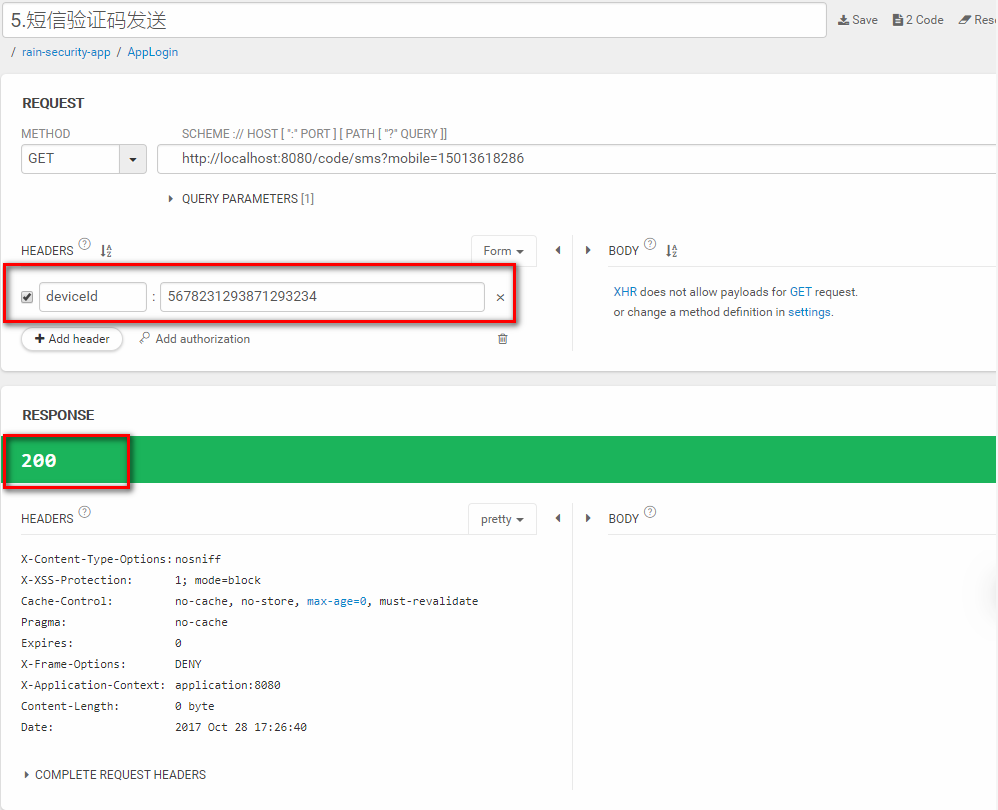 5.短信验证码发送
Save 2 Code
/ rain-security-app / AppLogin
REQUEST
METHOD SCHEME :// HOST [ ":" PORT ] [ PATH [ "?" QUERY ]]
GET http://localhost:8080/code/sms?mobile=15013618286
QUERY PARAMETERS [1]
HEADERS ? Form BODY ?
deviceId : 5678231293871293234 ×
XHR does not allow payloads for GET request.
or change a method definition in settings.
+ Add header Add authorization
RESPONSE
200
HEADERS ? pretty BODY ?
X-Content-Type-Options: nosniff
X-XSS-Protection: 1; mode=block
Cache-Control: no-cache, no-store, max-age=0, must-revalidate
Pragma: no-cache
Expires: 0
X-Frame-Options: DENY
X-Application-Context: application:8080
Content-Length: 0 byte
Date: 2017 Oct 28 17:26:40
COMPLETE REQUEST HEADERS